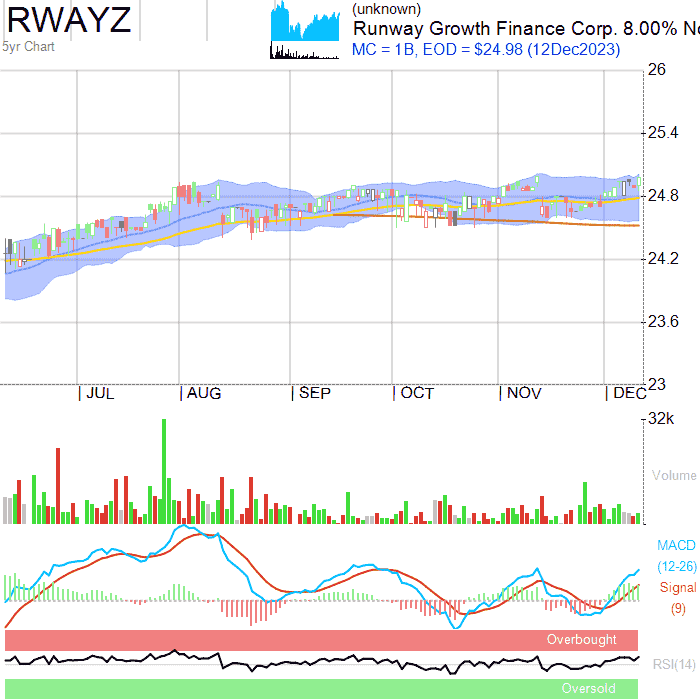 RWAYZ
5yr Chart
(unknown)
Runway Growth Finance Corp. 8.00% No
MC = 1B, EOD = $24.98 (12Dec2023)
26
25.4
24.8
24.2
23.6
23
| JUL | AUG | SEP | OCT | NOV | DEC
32k
Volume
MACD
(12-26)
Signal
(9)
Overbought
RSI(14)
Oversold